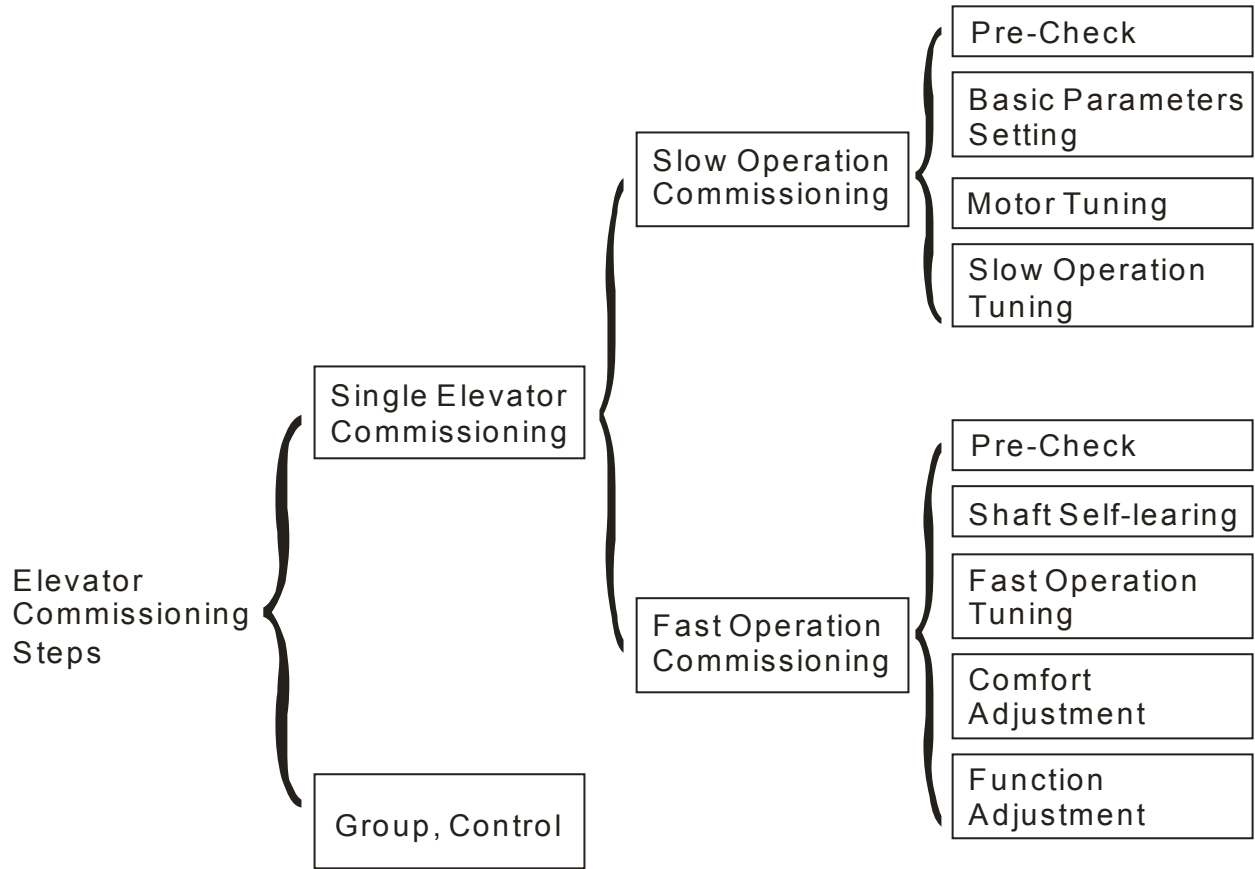 Elevator
Commissioning
Steps
Single Elevator
Commissioning
Group, Control
Slow Operation
Commissioning
Fast Operation
Commissioning
Pre-Check
Basic Parameters
Setting
Motor Tuning
Slow Operation
Tuning
Pre-Check
Shaft Self-learing
Fast Operation
Tuning
Comfort
Adjustment
Function
Adjustment